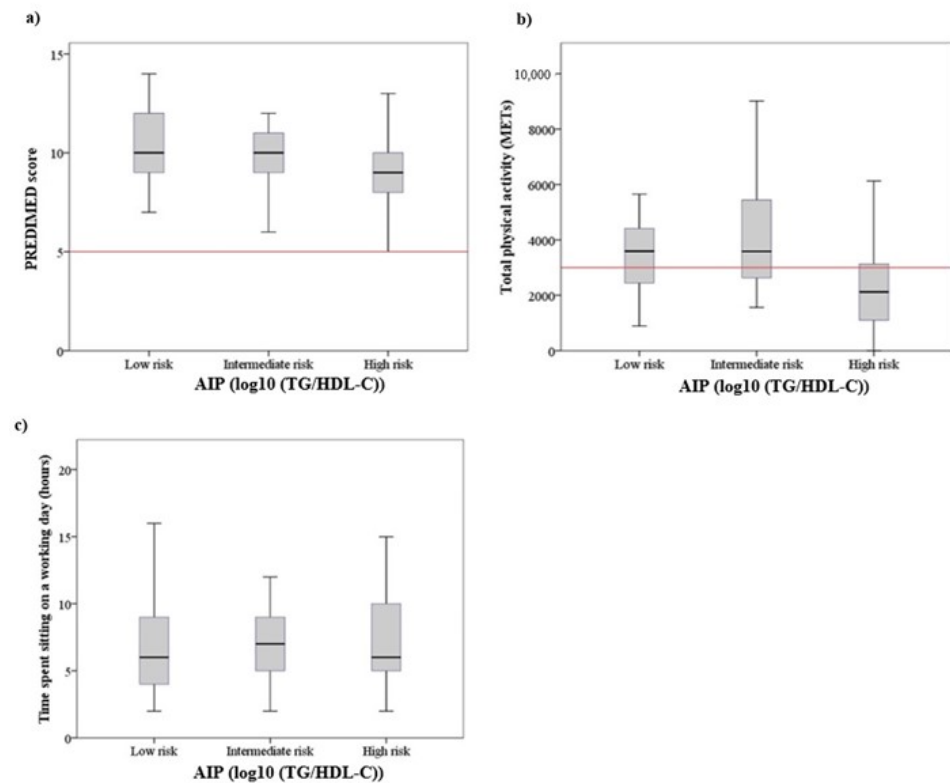 a)
PREDIMED score
15
10
5
0
Low risk
Intermediate risk
High risk
AIP (log10 (TG/HDL-C))
b)
Total physical activity (METs)
10,000
8000
6000
4000
2000
0
Low risk
Intermediate risk
High risk
AIP (log10 (TG/HDL-C))
c)
Time spent sitting on a working day (hours)
20
15
10
5
0
Low risk
Intermediate risk
High risk
AIP (log10 (TG/HDL-C))